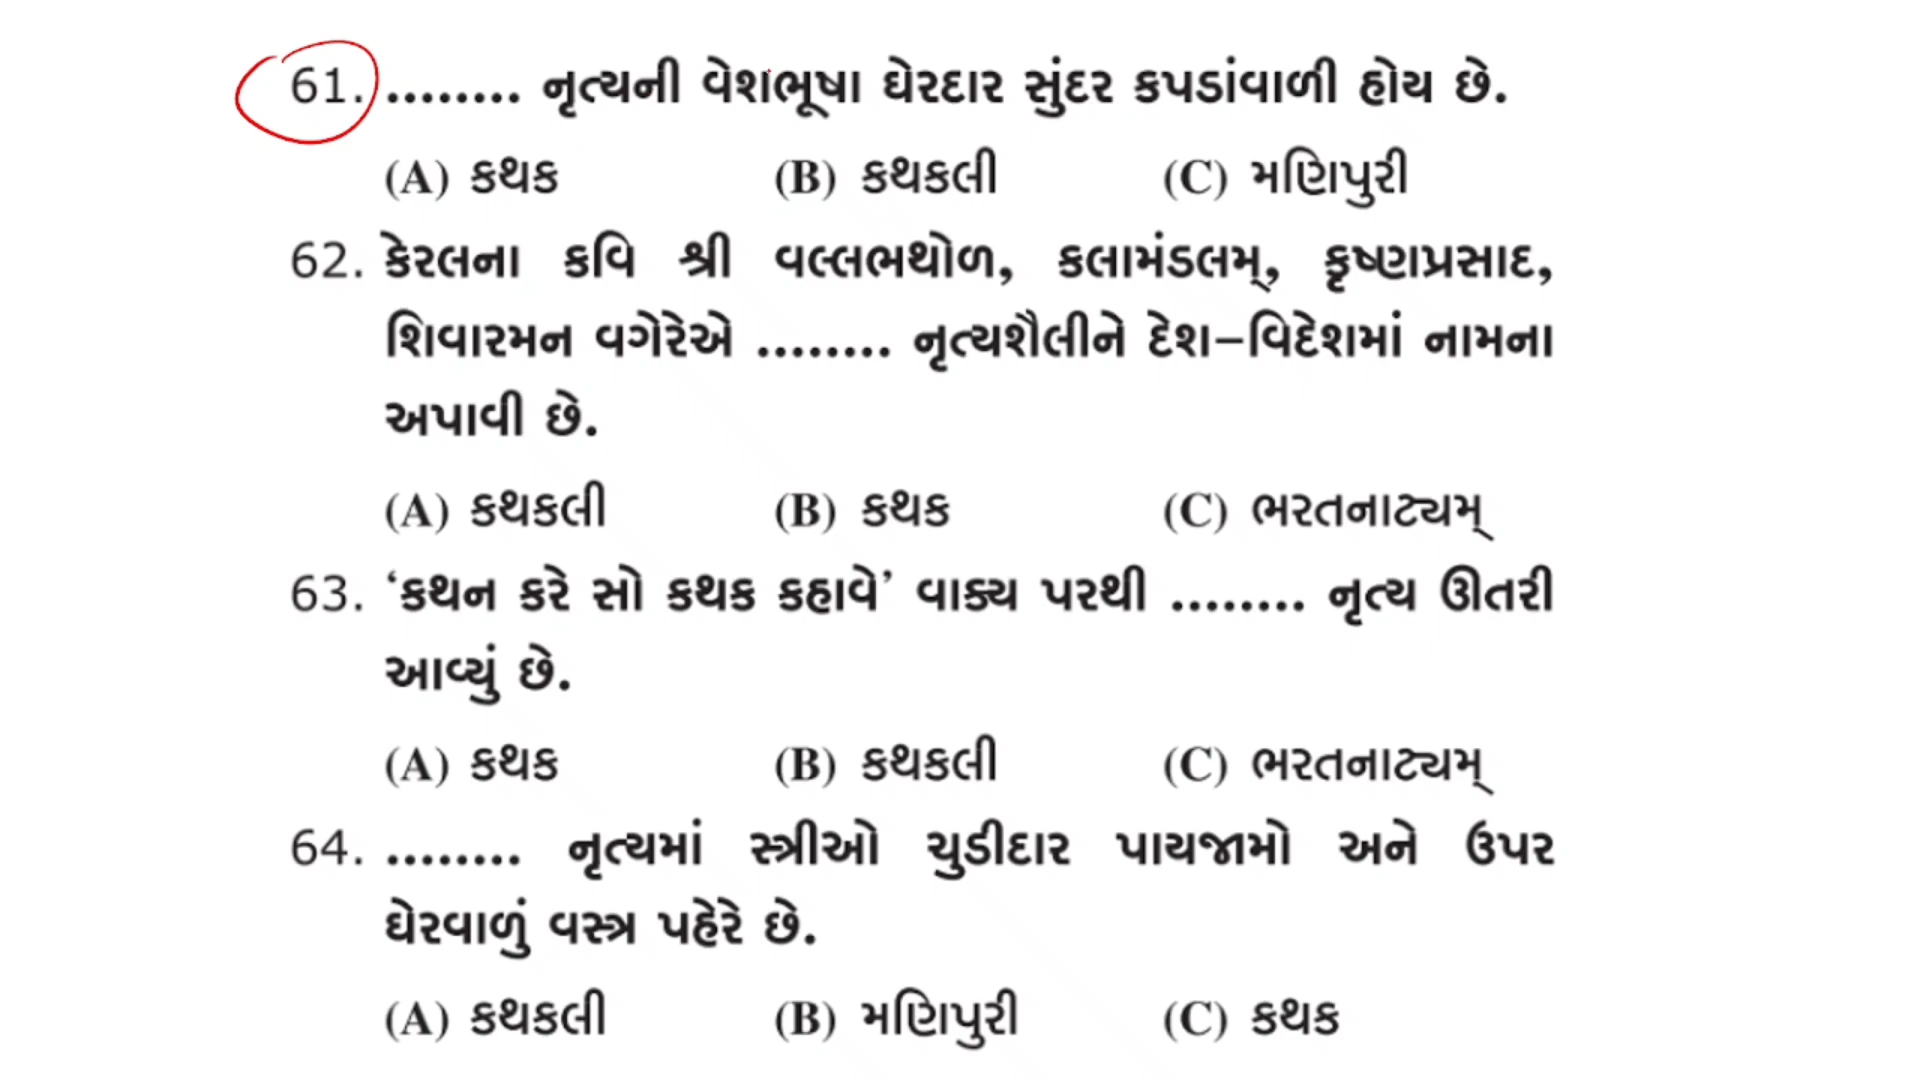 61. ........ નૃત્યની વેશભૂષા ઘેરદાર સુંદર કપડાંવાળી હોય છે.
(A) કથક (B) કથકલી (C) મણિપુરી
62. કેરલના કવિ શ્રી વલ્લભથોળ, કલામંડલમ્, કૃષ્ણપ્રસાદ,
શિવારમન વગેરેએ ........ નૃત્યશૈલીને દેશ–વિદેશમાં નામના
અપાવી છે.
(A) કથકલી (B) કથક (C) ભરતનાટ્યમ્
63. ‘કથન કરે સો કથક કહાવે’ વાક્ય પરથી ........ નૃત્ય ઊતરી
આવ્યું છે.
(A) કથક (B) કથકલી (C) ભરતનાટ્યમ્
64. ........ નૃત્યમાં સ્ત્રીઓ ચુડીદાર પાયજામો અને ઉપર
ઘેરવાળું વસ્ત્ર પહેરે છે.
(A) કથકલી (B) મણિપુરી (C) કથક